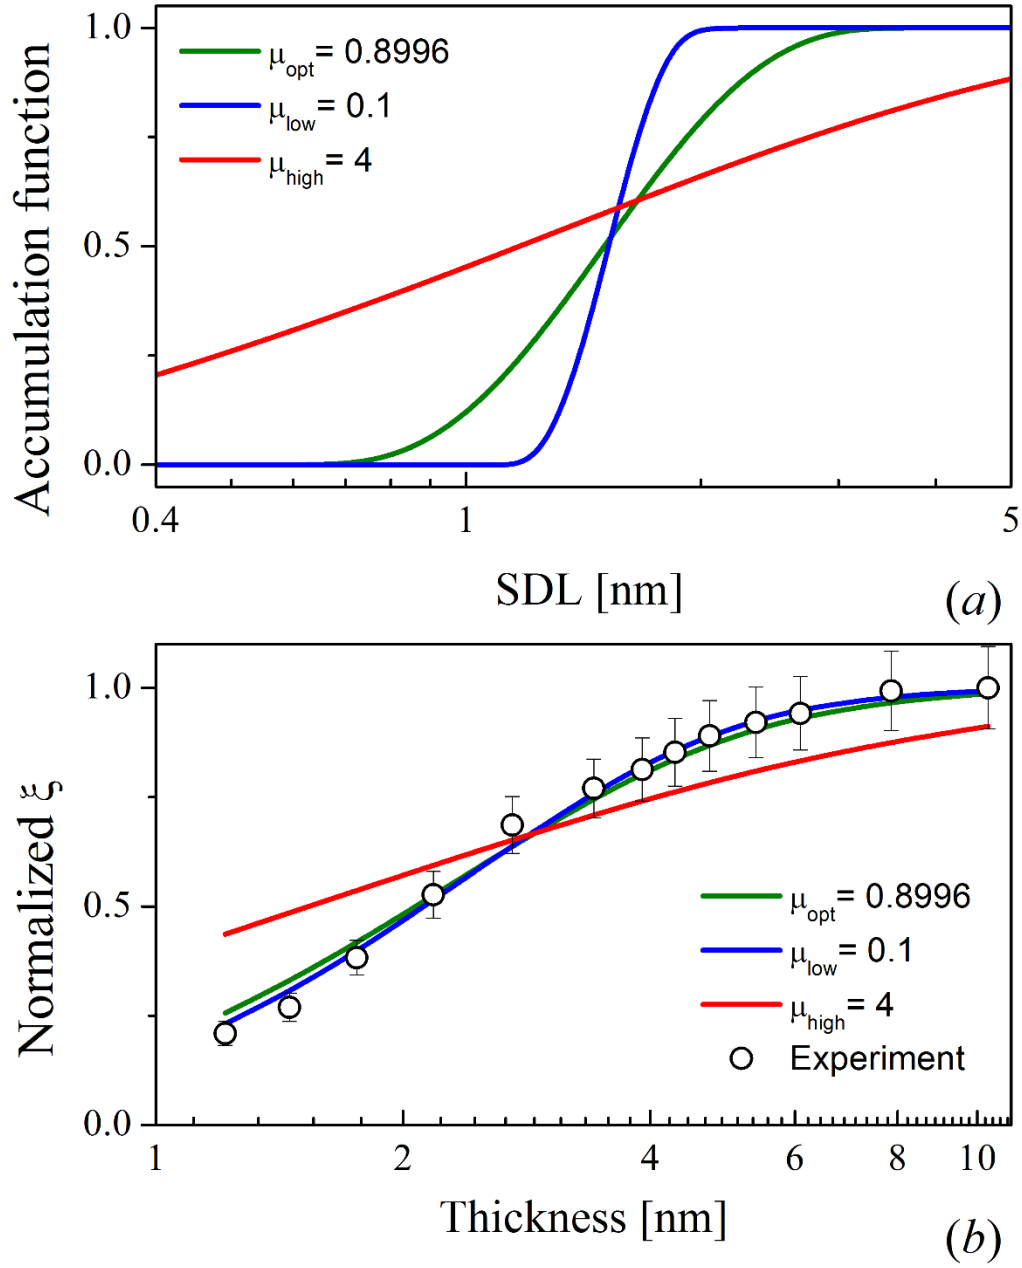 1.0
0.5
0.0
Accumulation function
μopt= 0.8996
μlow= 0.1
μhigh= 4
0.4 1 5
SDL [nm]
(a)
1.0
0.5
0.0
Normalized ξ
μopt= 0.8996
μlow= 0.1
μhigh= 4
Experiment
1 2 4 6 8 10
Thickness [nm]
(b)